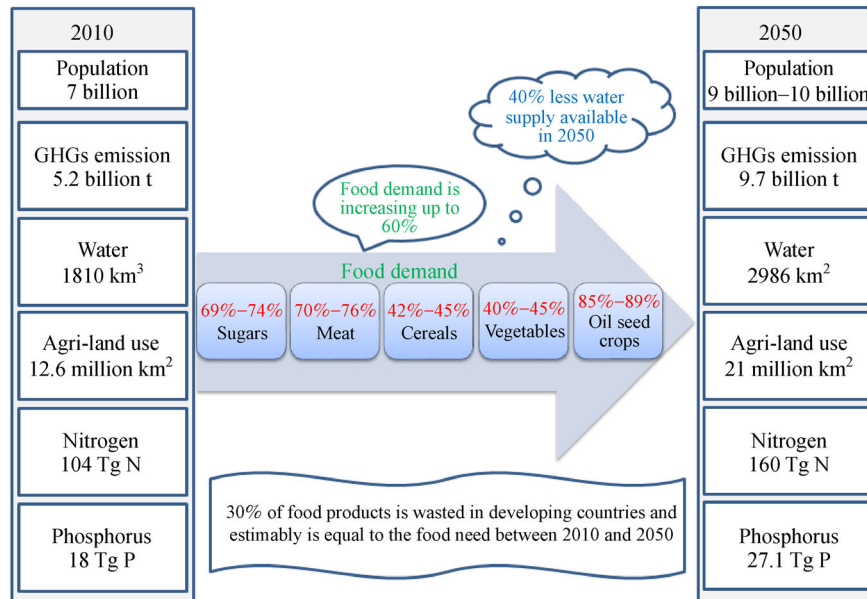 2010
Population
7 billion
GHGs emission
5.2 billion t
Water
1810 km³
Agri-land use
12.6 million km²
Nitrogen
104 Tg N
Phosphorus
18 Tg P
40% less water
supply available
in 2050
Food demand is
increasing up to
60%
Food demand
69%–74%
Sugars
70%–76%
Meat
42%–45%
Cereals
40%–45%
Vegetables
85%–89%
Oil seed
crops
30% of food products is wasted in developing countries and
estimably is equal to the food need between 2010 and 2050
2050
Population
9 billion–10 billion
GHGs emission
9.7 billion t
Water
2986 km²
Agri-land use
21 million km²
Nitrogen
160 Tg N
Phosphorus
27.1 Tg P